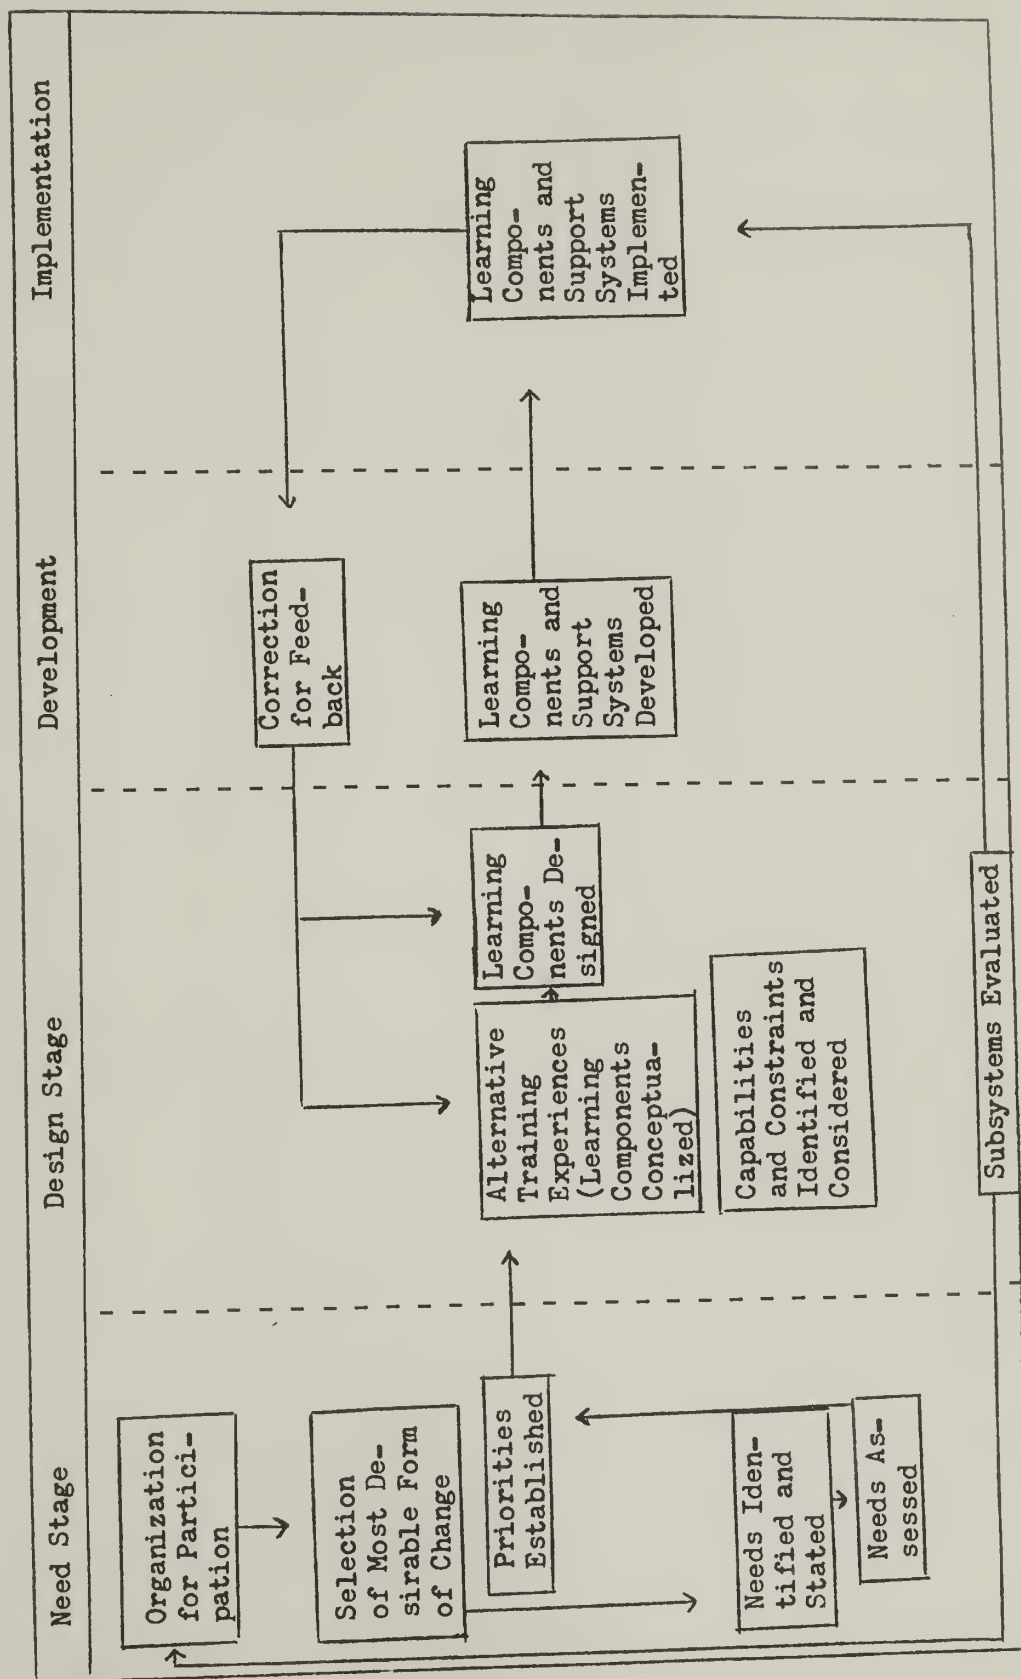 Need Stage
Design Stage
Development
Implementation
Organization
for Partici-
pation
Selection
of Most De-
sirable Form
of Change
Priorities
Established
Needs Iden-
tified and
Stated
Needs As-
sessed
Alternative
Training
Experiences
(Learning
Components
Conceptua-
lized)
Capabilities
and Constraints
Identified and
Considered
Learning
Compo-
nents De-
signed
Correction
for Feed-
back
Learning
Compo-
nents and
Support
Systems
Developed
Learning
Compo-
nents and
Support
Systems
Implemen-
ted
Subsystems Evaluated